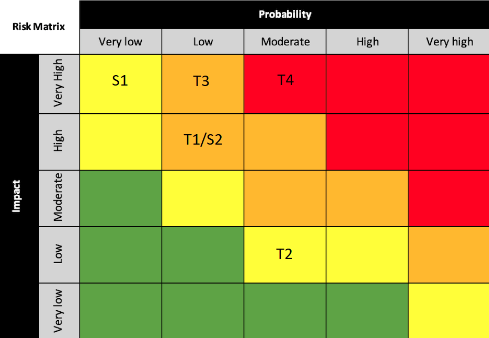 Risk Matrix
Probability
Very low Low Moderate High Very high
Impact
Very High S1 T3 T4
High T1/S2
Moderate
Low T2
Very low